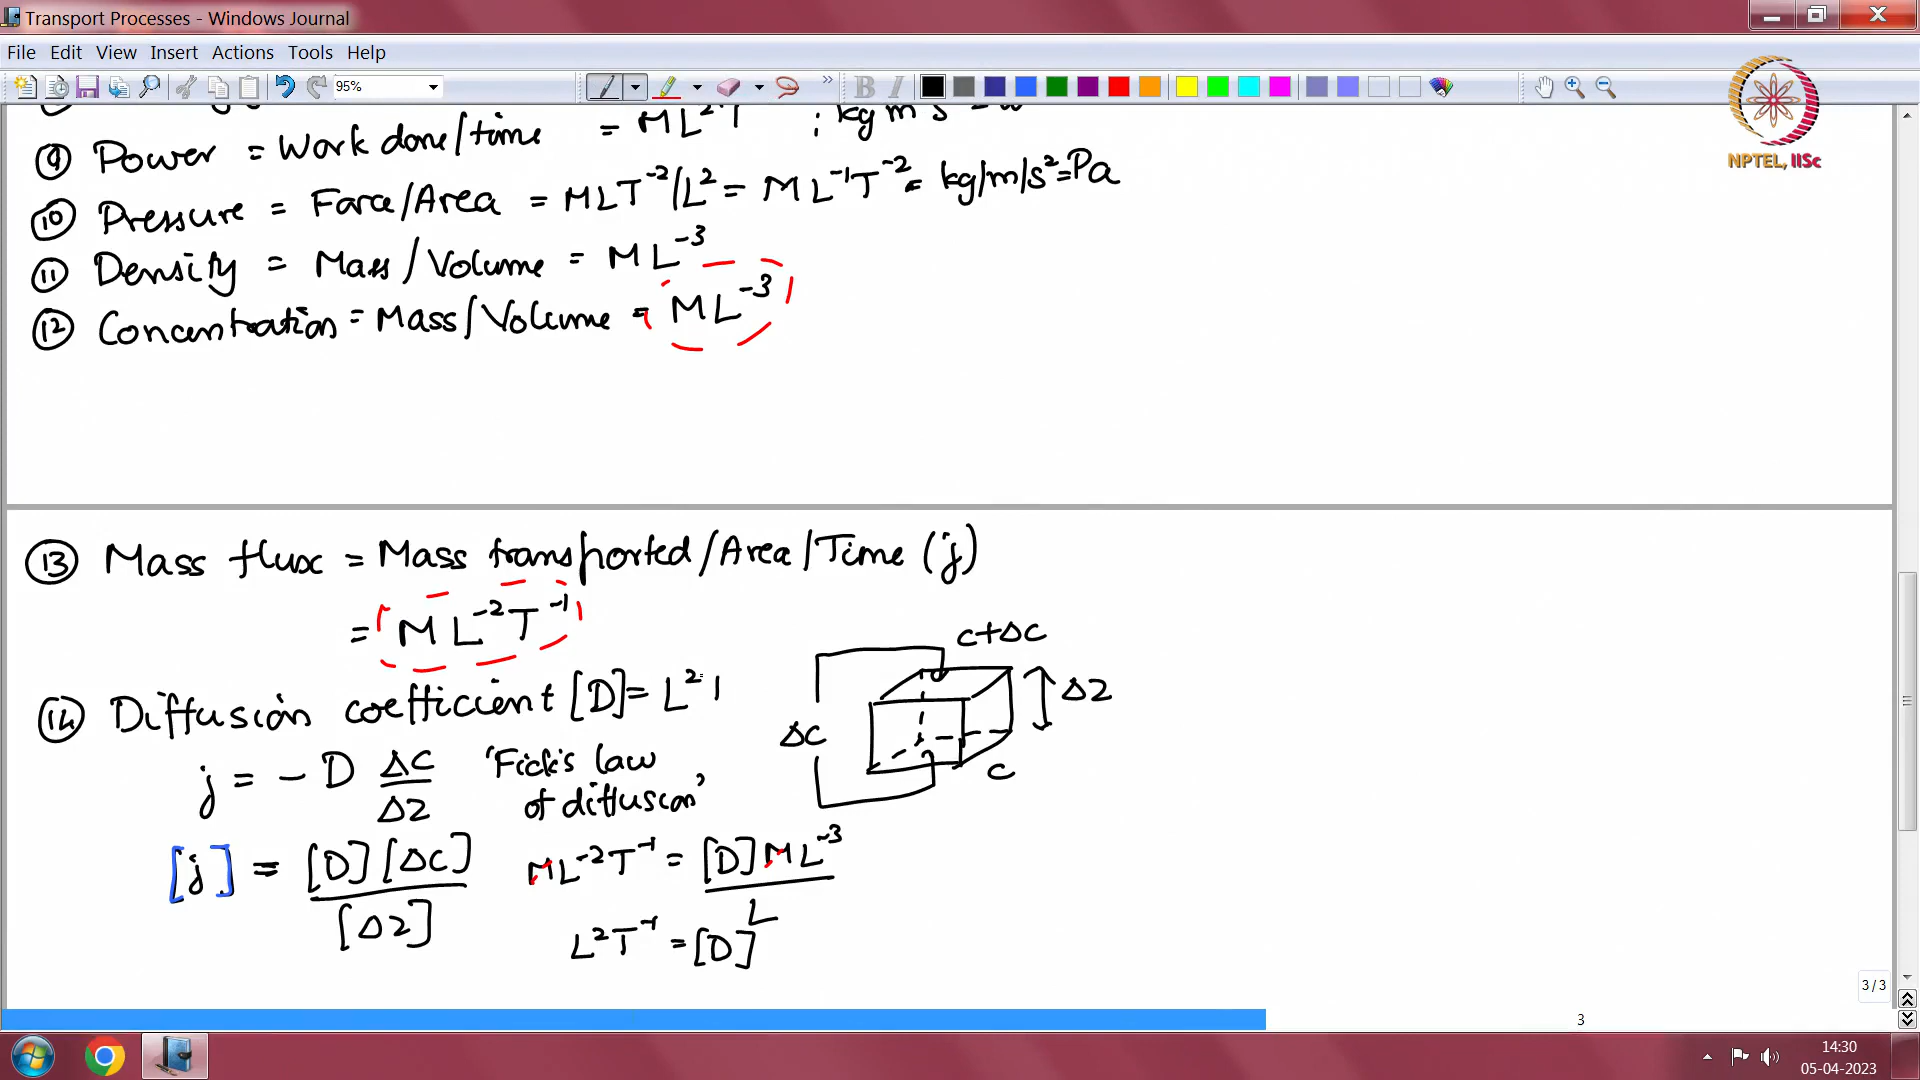 Transport Processes - Windows Journal
File Edit View Insert Actions Tools Help
95%
NPTEL, IISc
⑨ Power = Work done/time = ML²T ; kg m s =
⑩ Pressure = Force/Area = MLT⁻²/L² = ML⁻¹T⁻² = kg/m/s² = Pa
⑪ Density = Mass/Volume = ML⁻³
⑫ Concentration = Mass/Volume = ML⁻³
⑬ Mass flux = Mass transported/Area/Time (j)
= ML⁻²T⁻¹
⑭ Diffusion coefficient [D] = L²
j = - D ΔC/Δz 'Fick's law of diffusion'
C+ΔC
Δz
ΔC
C
[j] = [D][ΔC]/[Δz]
ML⁻²T⁻¹ = [D]ML⁻³/L
L²T⁻¹ = [D]
3/3
3
14:30
05-04-2023